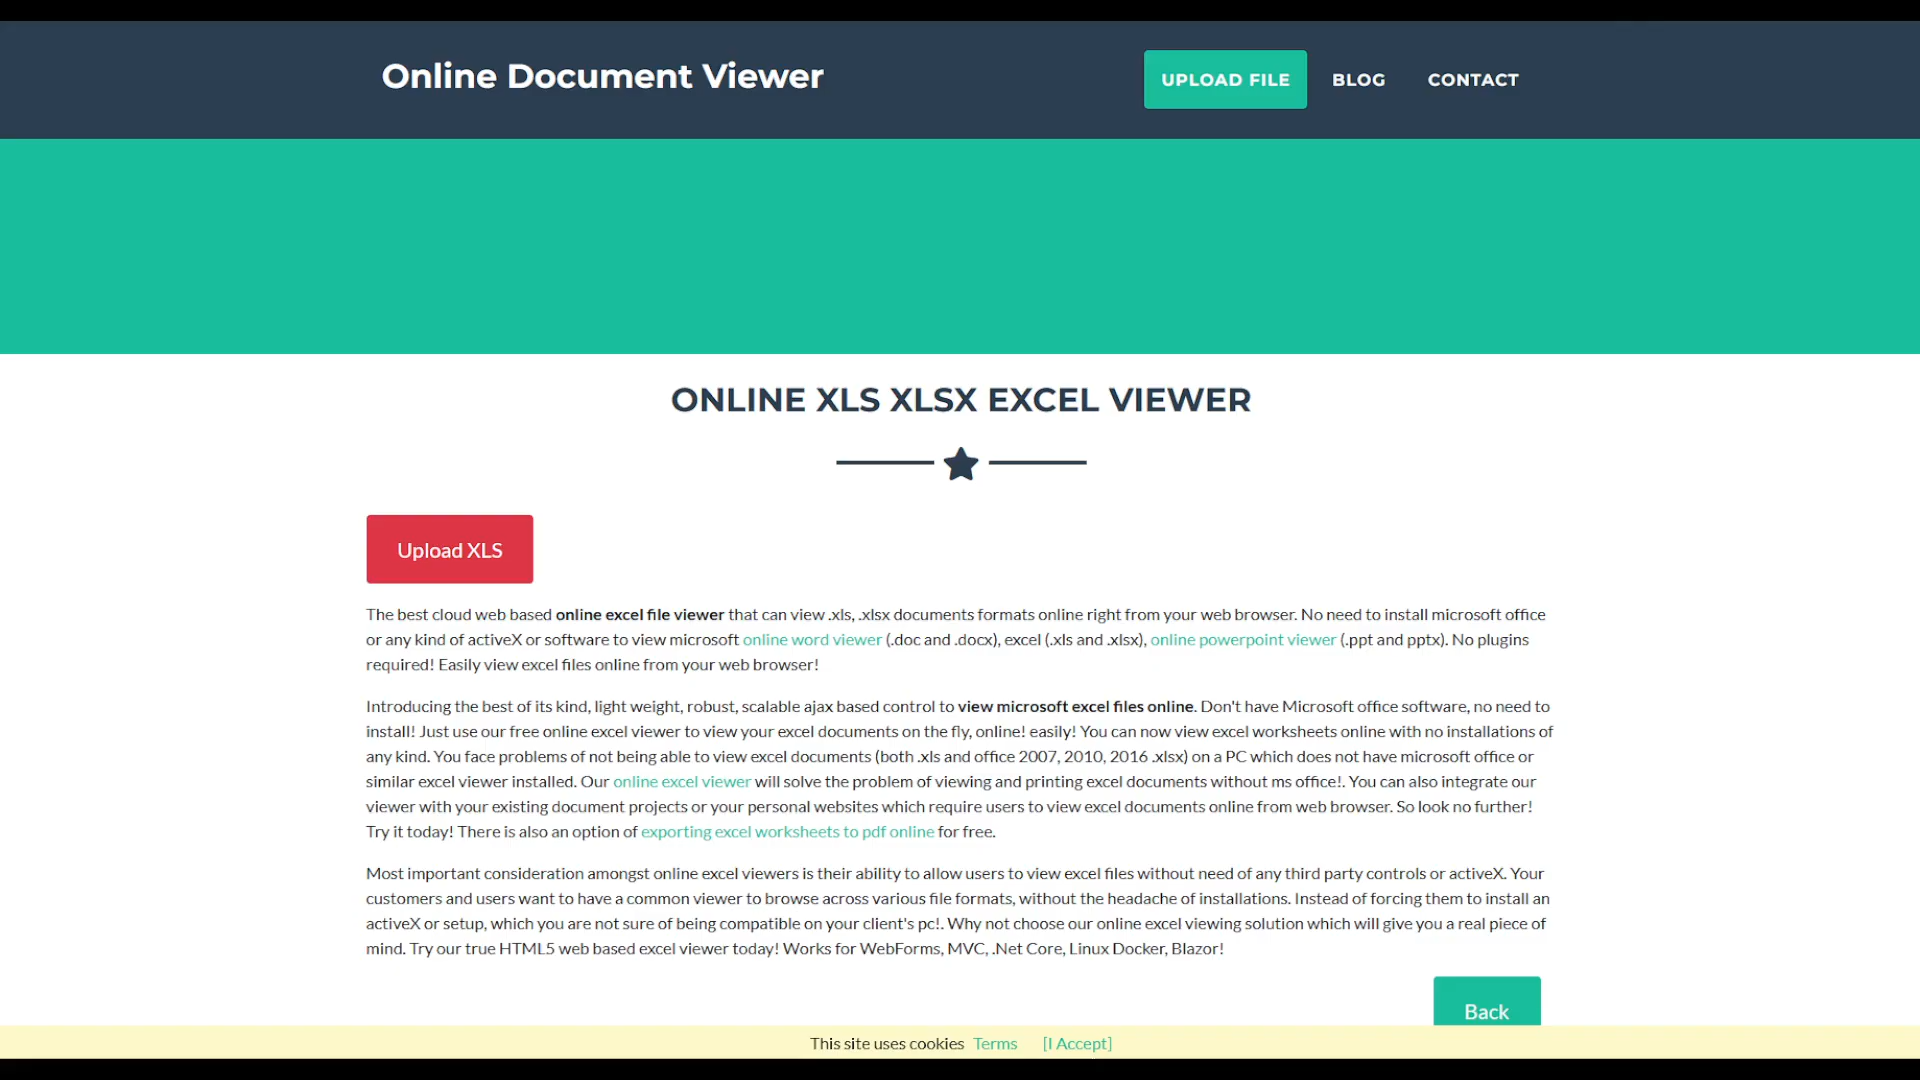 Online Document Viewer
UPLOAD FILE
BLOG
CONTACT
ONLINE XLS XLSX EXCEL VIEWER
Upload XLS
The best cloud web based online excel file viewer that can view .xls, .xlsx documents formats online right from your web browser. No need to install microsoft office
or any kind of activeX or software to view microsoft online word viewer (.doc and .docx), excel (.xls and .xlsx), online powerpoint viewer (.ppt and pptx). No plugins
required! Easily view excel files online from your web browser!
Introducing the best of its kind, light weight, robust, scalable ajax based control to view microsoft excel files online. Don't have Microsoft office software, no need to
install! Just use our free online excel viewer to view your excel documents on the fly, online! easily! You can now view excel worksheets online with no installations of
any kind. You face problems of not being able to view excel documents (both .xls and office 2007, 2010, 2016 .xlsx) on a PC which does not have microsoft office or
similar excel viewer installed. Our online excel viewer will solve the problem of viewing and printing excel documents without ms office!. You can also integrate our
viewer with your existing document projects or your personal websites which require users to view excel documents online from web browser. So look no further!
Try it today! There is also an option of exporting excel worksheets to pdf online for free.
Most important consideration amongst online excel viewers is their ability to allow users to view excel files without need of any third party controls or activeX. Your
customers and users want to have a common viewer to browse across various file formats, without the headache of installations. Instead of forcing them to install an
activeX or setup, which you are not sure of being compatible on your client's pc!. Why not choose our online excel viewing solution which will give you a real piece of
mind. Try our true HTML5 web based excel viewer today! Works for WebForms, MVC, .Net Core, Linux Docker, Blazor!
Back
This site uses cookies Terms [I Accept]